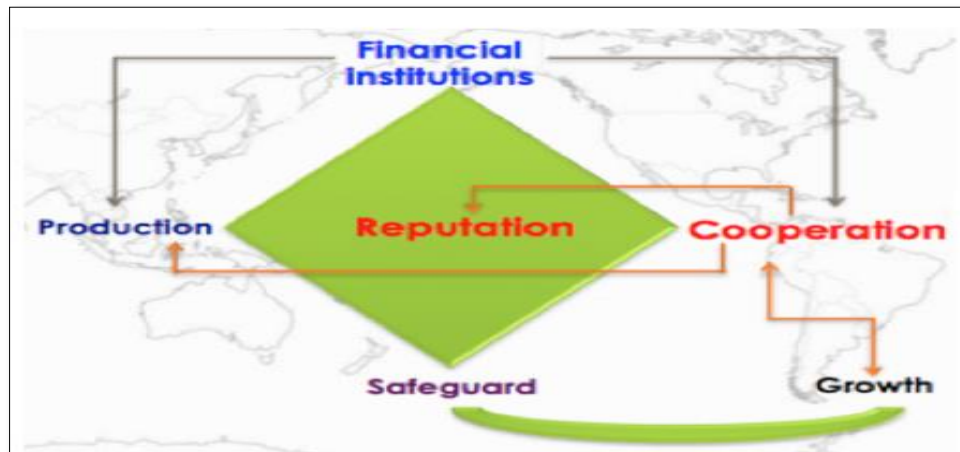 Financial
institutions
Production
Reputation
Cooperation
Safeguard
Growth